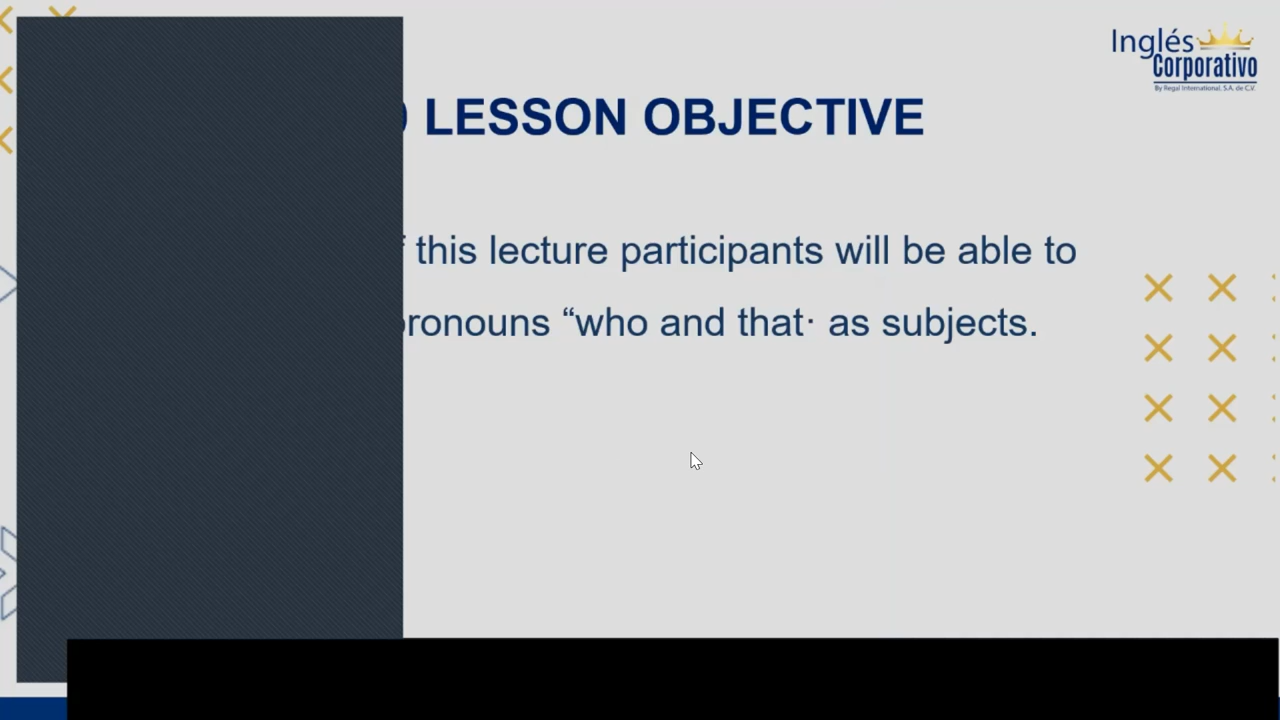 Inglés
Corporativo
By Regal International, S.A. de C.V.
LESSON OBJECTIVE
this lecture participants will be able to
pronouns “who and that· as subjects.